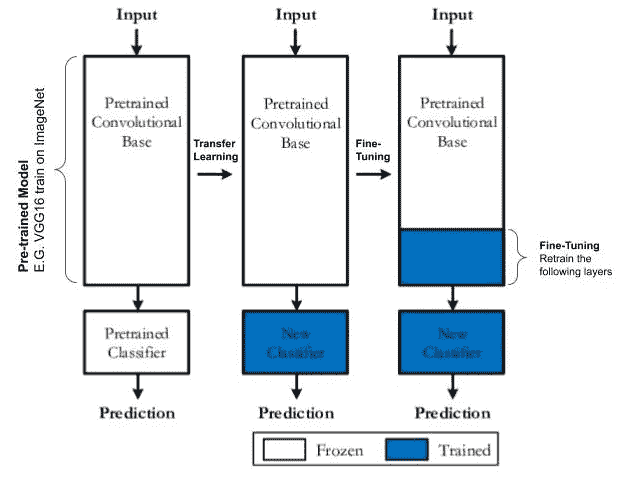 Input
Input
Input
Pre-trained Model
E.G. VGG16 train on ImageNet
Pretrained
Convolutional
Base
Transfer
Learning
Pretrained
Convolutional
Base
Fine-
Tuning
Pretrained
Convolutional
Base
Fine-Tuning
Retrain the
following layers
Pretrained
Classifier
New
Classifier
New
Classifier
Prediction
Prediction
Prediction
Frozen
Trained